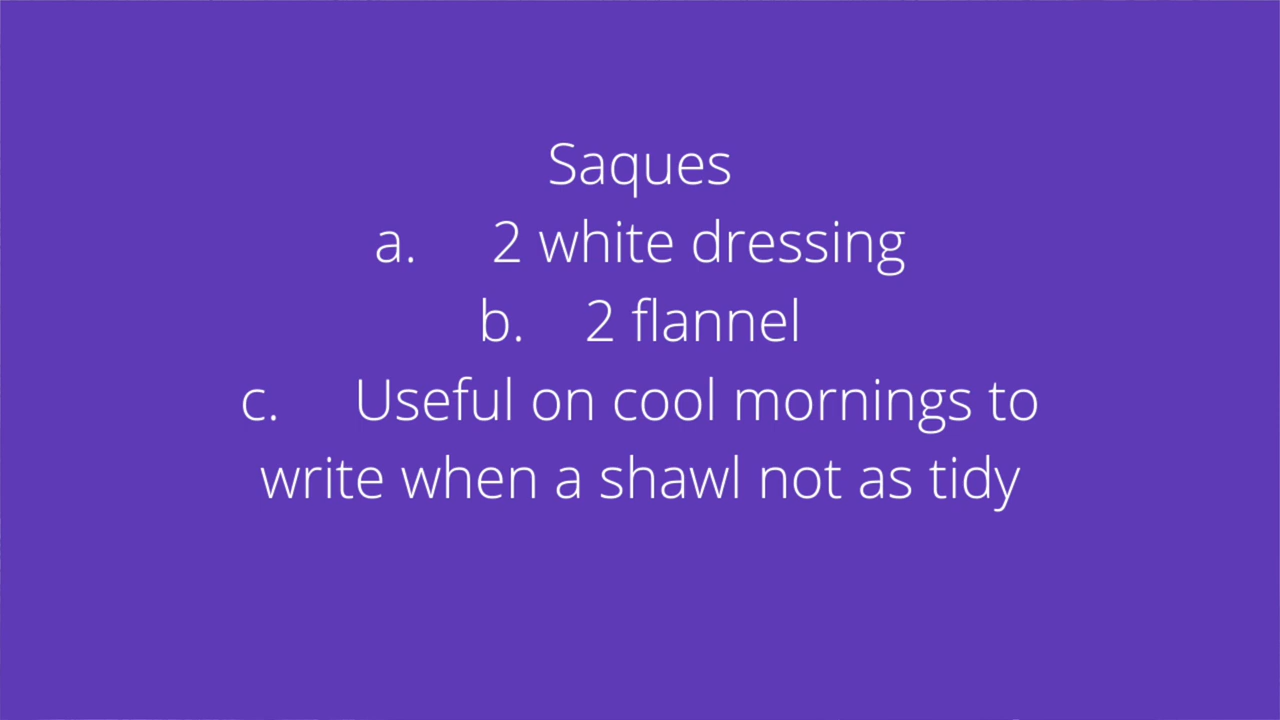 Saques
a. 2 white dressing
b. 2 flannel
c. Useful on cool mornings to
write when a shawl not as tidy